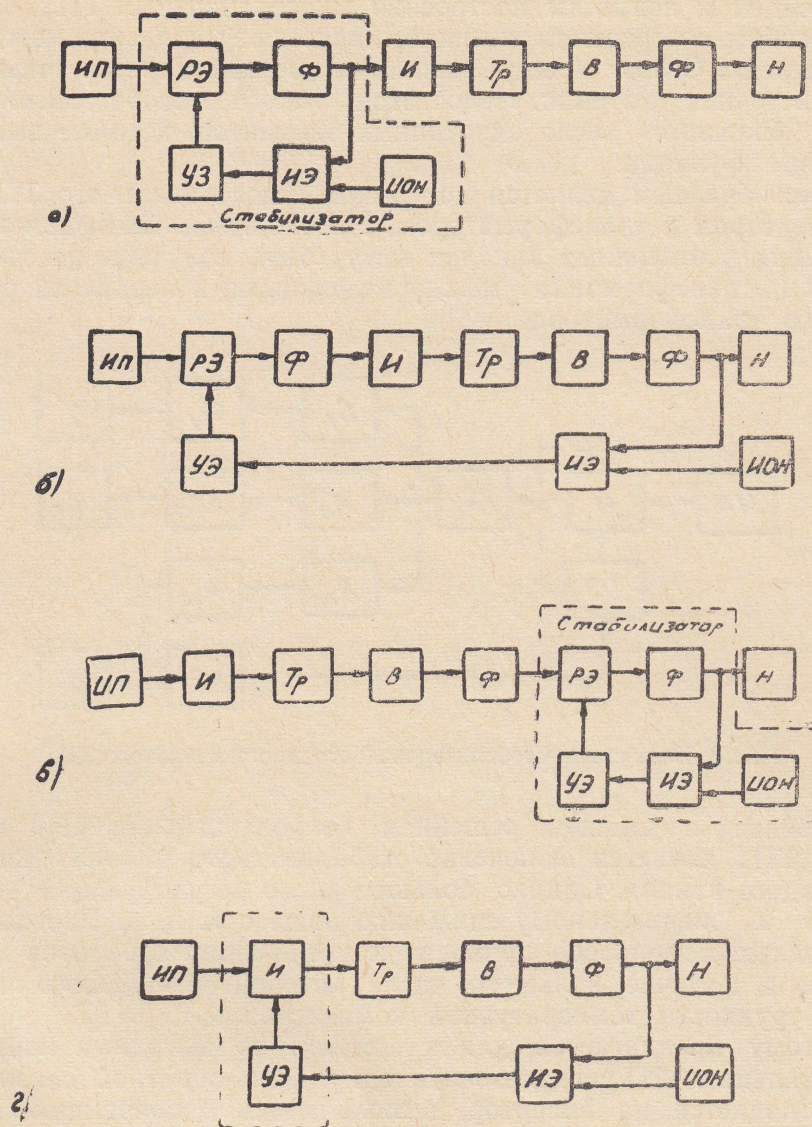 ИП РЭ Ф И Тр В Ф Н
УЗ ИЭ ИОН
а) Стабилизатор
ИП РЭ Ф И Тр В Ф Н
УЭ ИЭ ИОН
б)
Стабилизатор
ИП И Тр В Ф РЭ Ф Н
УЭ ИЭ ИОН
в)
ИП И Тр В Ф Н
УЭ ИЭ ИОН
г)